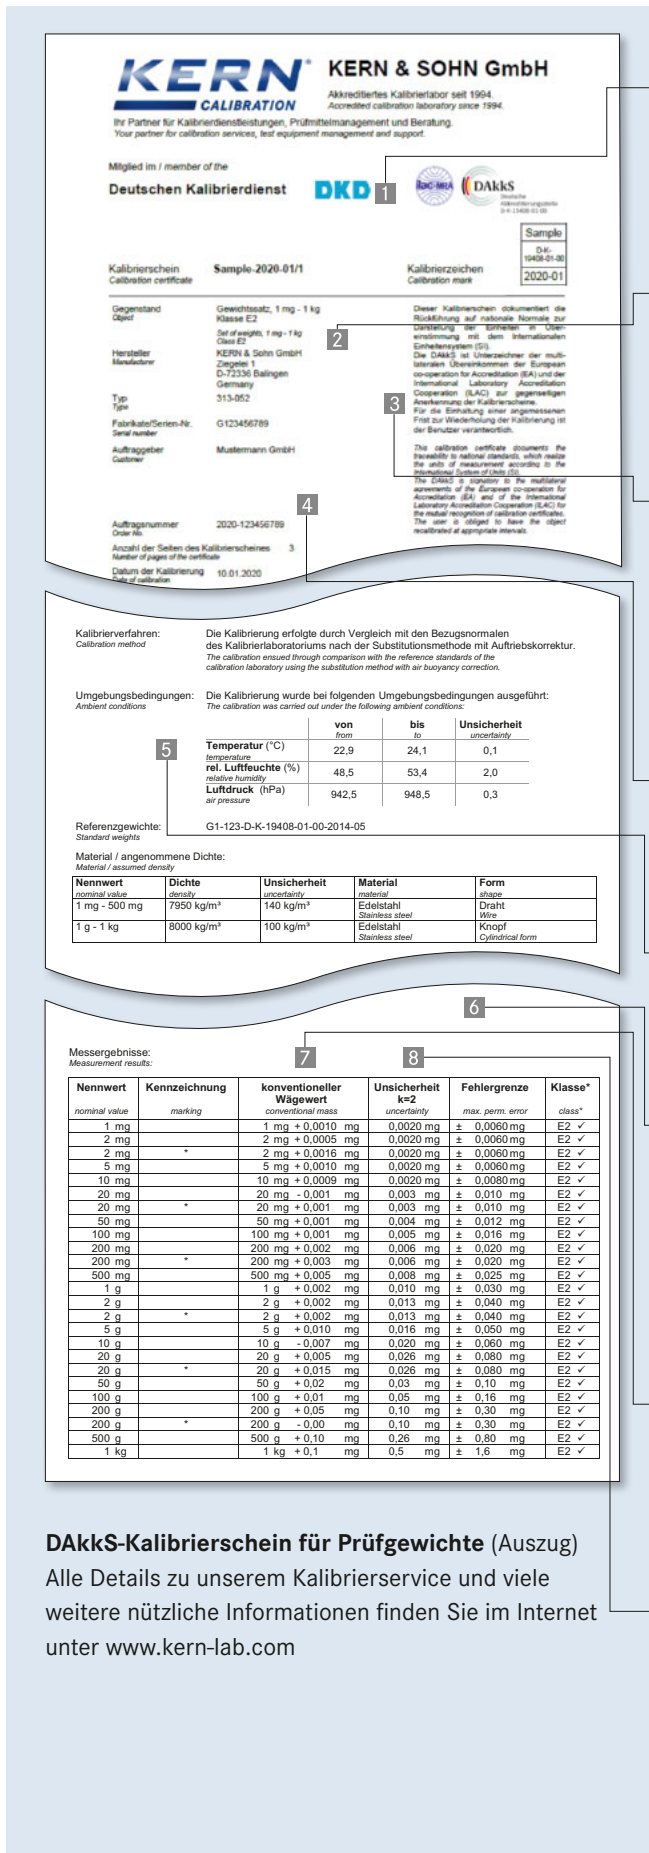 KERN
CALIBRATION
KERN & SOHN GmbH
Akkreditiertes Kalibrierlabor seit 1994.
Accredited calibration laboratory since 1994.
Ihr Partner für Kalibrierdienstleistungen, Prüfmittelmanagement und Beratung.
Your partner for calibration services, test equipment management and support.
Mitglied im / member of the
Deutschen Kalibrierdienst
DKD
1
ilac-MRA
DAkkS
Deutsche
Akkreditierungsstelle
D-K-19408-01-00
Sample
D-K-
19408-01-00
2020-01
Kalibrierschein
Calibration certificate
Sample-2020-01/1
Kalibrierzeichen
Calibration mark
Gegenstand
Object
Gewichtssatz, 1 mg - 1 kg
Klasse E2
Set of weights, 1 mg - 1 kg
Class E2
2
Hersteller
Manufacturer
KERN & Sohn GmbH
Ziegelei 1
D-72336 Balingen
Germany
Typ
Type
313-052
Fabrikate/Serien-Nr.
Serial number
G123456789
Auftraggeber
Customer
Mustermann GmbH
Auftragsnummer
Order No.
2020-123456789
Anzahl der Seiten des Kalibrierscheines 3
Number of pages of the certificate
Datum der Kalibrierung
Date of calibration
10.01.2020
4
3
Dieser Kalibrierschein dokumentiert die
Rückführung auf nationale Normale zur
Darstellung der Einheiten in Über-
einstimmung mit dem Internationalen
Einheitensystem (SI).
Die DAkkS ist Unterzeichner der multi-
lateralen Übereinkommen der European
co-operation for Accreditation (EA) und der
International Laboratory Accreditation
Cooperation (ILAC) zur gegenseitigen
Anerkennung der Kalibrierscheine.
Für die Einhaltung einer angemessenen
Frist zur Wiederholung der Kalibrierung ist
der Benutzer verantwortlich.
This calibration certificate documents the
traceability to national standards, which realize
the units of measurement according to the
International System of Units (SI).
The DAkkS is signatory to the multilateral
agreements of the European co-operation for
Accreditation (EA) and of the International
Laboratory Accreditation Cooperation (ILAC) for
the mutual recognition of calibration certificates.
The user is obliged to have the object
recalibrated at appropriate intervals.
Kalibrierverfahren:
Calibration method
Die Kalibrierung erfolgte durch Vergleich mit den Bezugsnormalen
des Kalibrierlaboratoriums nach der Substitutionsmethode mit Auftriebskorrektur.
The calibration ensued through comparison with the reference standards of the
calibration laboratory using the substitution method with air buoyancy correction.
Umgebungsbedingungen:
Ambient conditions
Die Kalibrierung wurde bei folgenden Umgebungsbedingungen ausgeführt:
The calibration was carried out under the following ambient conditions:
von bis Unsicherheit
from to uncertainty
5
Temperatur (°C) 22,9 24,1 0,1
temperature
rel. Luftfeuchte (%) 48,5 53,4 2,0
relative humidity
Luftdruck (hPa) 942,5 948,5 0,3
air pressure
Referenzgewichte: G1-123-D-K-19408-01-00-2014-05
Standard weights
Material / angenommene Dichte:
Material / assumed density
Nennwert Dichte Unsicherheit Material Form
nominal value density uncertainty material shape
1 mg - 500 mg 7950 kg/m³ 140 kg/m³ Edelstahl Draht
Stainless steel Wire
1 g - 1 kg 8000 kg/m³ 100 kg/m³ Edelstahl Knopf
Stainless steel Cylindrical form
6
Messergebnisse:
Measurement results:
7
8
Nennwert Kennzeichnung konventioneller Unsicherheit Fehlergrenze Klasse*
Wägewert k=2
nominal value marking conventional mass uncertainty max. perm. error class*
1 mg 1 mg + 0,0010 mg 0,0020 mg ± 0,0060 mg E2 ✓
2 mg 2 mg + 0,0005 mg 0,0020 mg ± 0,0060 mg E2 ✓
2 mg * 2 mg + 0,0016 mg 0,0020 mg ± 0,0060 mg E2 ✓
5 mg 5 mg + 0,0010 mg 0,0020 mg ± 0,0060 mg E2 ✓
10 mg 10 mg + 0,0009 mg 0,0020 mg ± 0,0080 mg E2 ✓
20 mg 20 mg - 0,001 mg 0,003 mg ± 0,010 mg E2 ✓
20 mg * 20 mg + 0,001 mg 0,003 mg ± 0,010 mg E2 ✓
50 mg 50 mg + 0,001 mg 0,004 mg ± 0,012 mg E2 ✓
100 mg 100 mg + 0,001 mg 0,005 mg ± 0,016 mg E2 ✓
200 mg 200 mg + 0,002 mg 0,006 mg ± 0,020 mg E2 ✓
200 mg * 200 mg + 0,003 mg 0,006 mg ± 0,020 mg E2 ✓
500 mg 500 mg + 0,005 mg 0,008 mg ± 0,025 mg E2 ✓
1 g 1 g + 0,002 mg 0,010 mg ± 0,030 mg E2 ✓
2 g 2 g + 0,002 mg 0,013 mg ± 0,040 mg E2 ✓
2 g * 2 g + 0,002 mg 0,013 mg ± 0,040 mg E2 ✓
5 g 5 g + 0,010 mg 0,016 mg ± 0,050 mg E2 ✓
10 g 10 g - 0,007 mg 0,020 mg ± 0,060 mg E2 ✓
20 g 20 g + 0,005 mg 0,026 mg ± 0,080 mg E2 ✓
20 g * 20 g + 0,015 mg 0,026 mg ± 0,080 mg E2 ✓
50 g 50 g + 0,02 mg 0,03 mg ± 0,10 mg E2 ✓
100 g 100 g + 0,01 mg 0,05 mg ± 0,16 mg E2 ✓
200 g 200 g + 0,05 mg 0,10 mg ± 0,30 mg E2 ✓
200 g * 200 g - 0,00 mg 0,10 mg ± 0,30 mg E2 ✓
500 g 500 g + 0,10 mg 0,26 mg ± 0,80 mg E2 ✓
1 kg 1 kg + 0,1 mg 0,5 mg ± 1,6 mg E2 ✓
DAkkS-Kalibrierschein für Prüfgewichte (Auszug)
Alle Details zu unserem Kalibrierservice und viele
weitere nützliche Informationen finden Sie im Internet
unter www.kern-lab.com